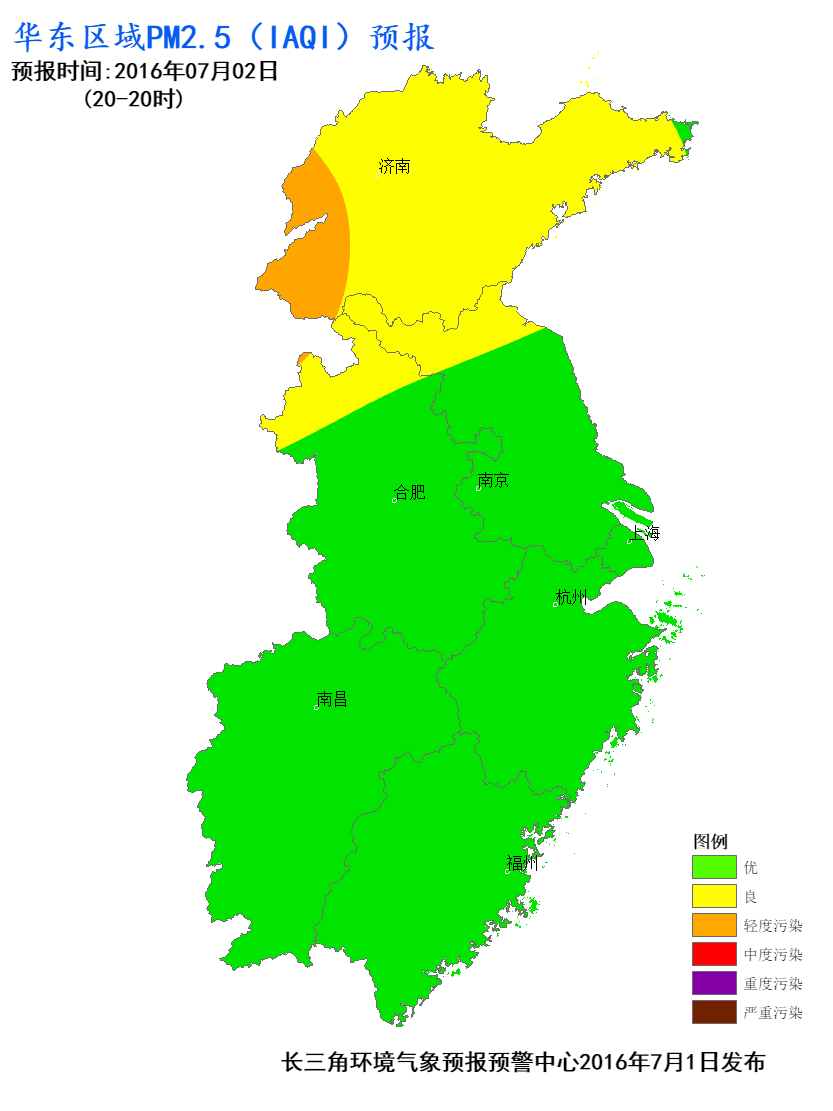 华东区域PM2.5（IAQI）预报
预报时间:2016年07月02日
(20-20时)
济南
南京
合肥
上海
杭州
南昌
福州
图例
优
良
轻度污染
中度污染
重度污染
严重污染
长三角环境气象预报预警中心2016年7月1日发布